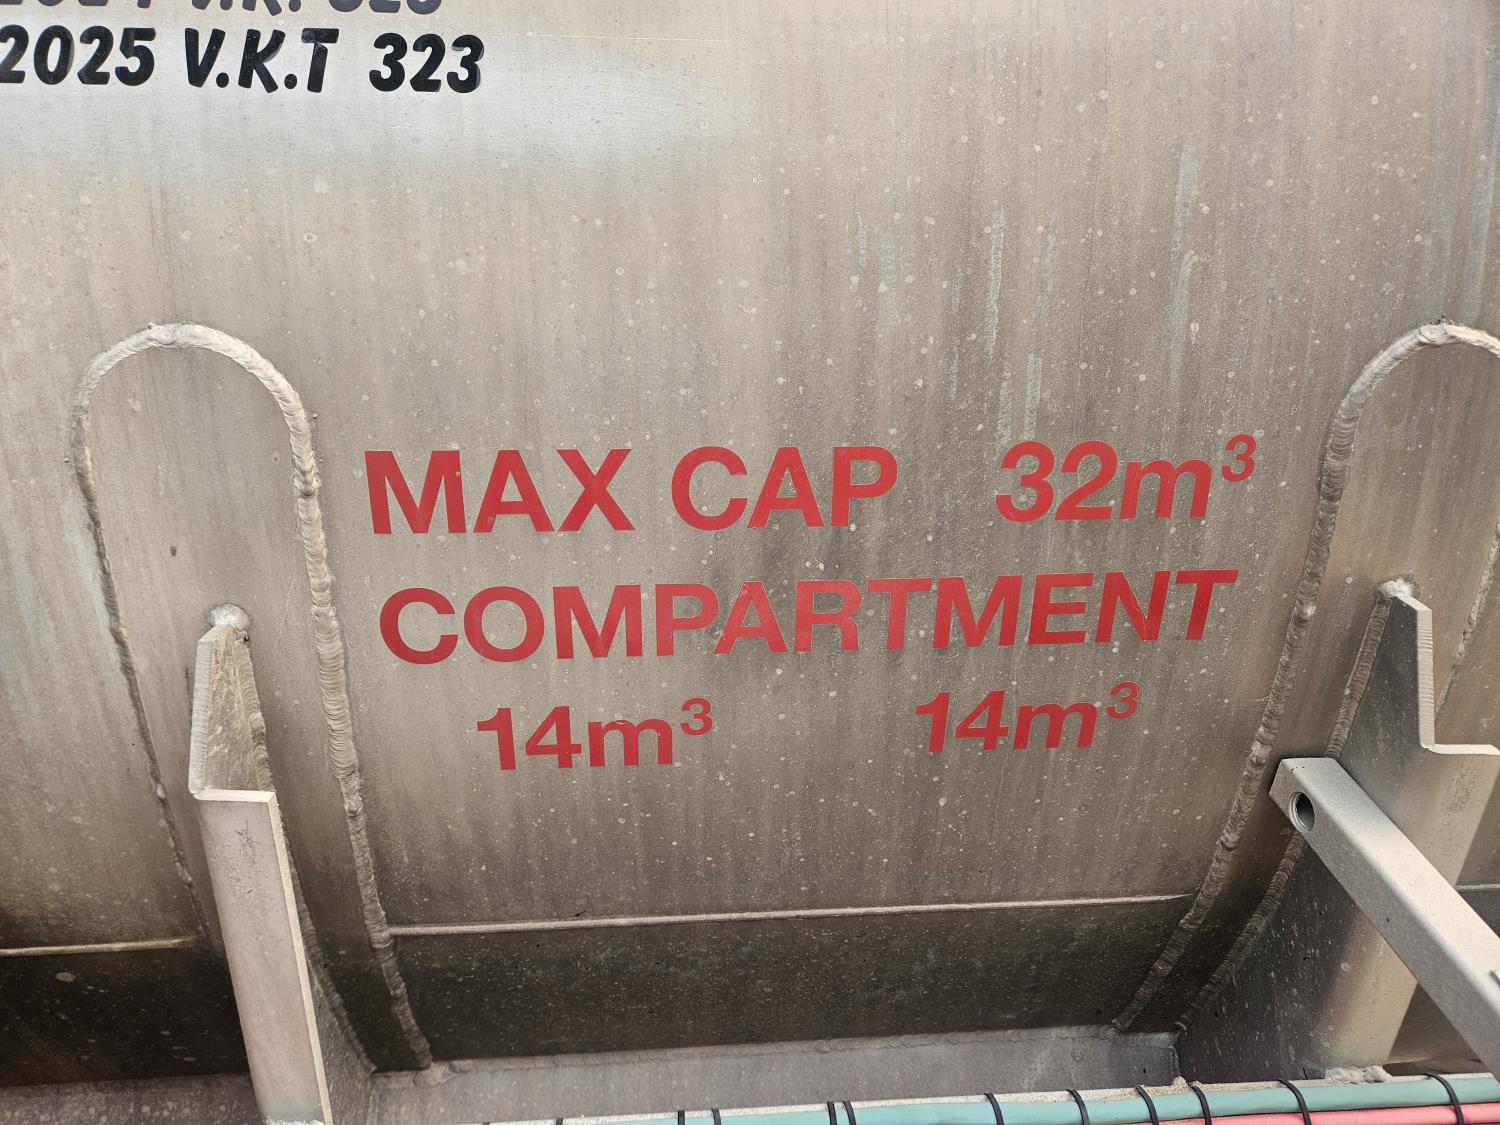 2025 V.K.T 323
MAX CAP 32m³
COMPARTMENT
14m³ 14m³